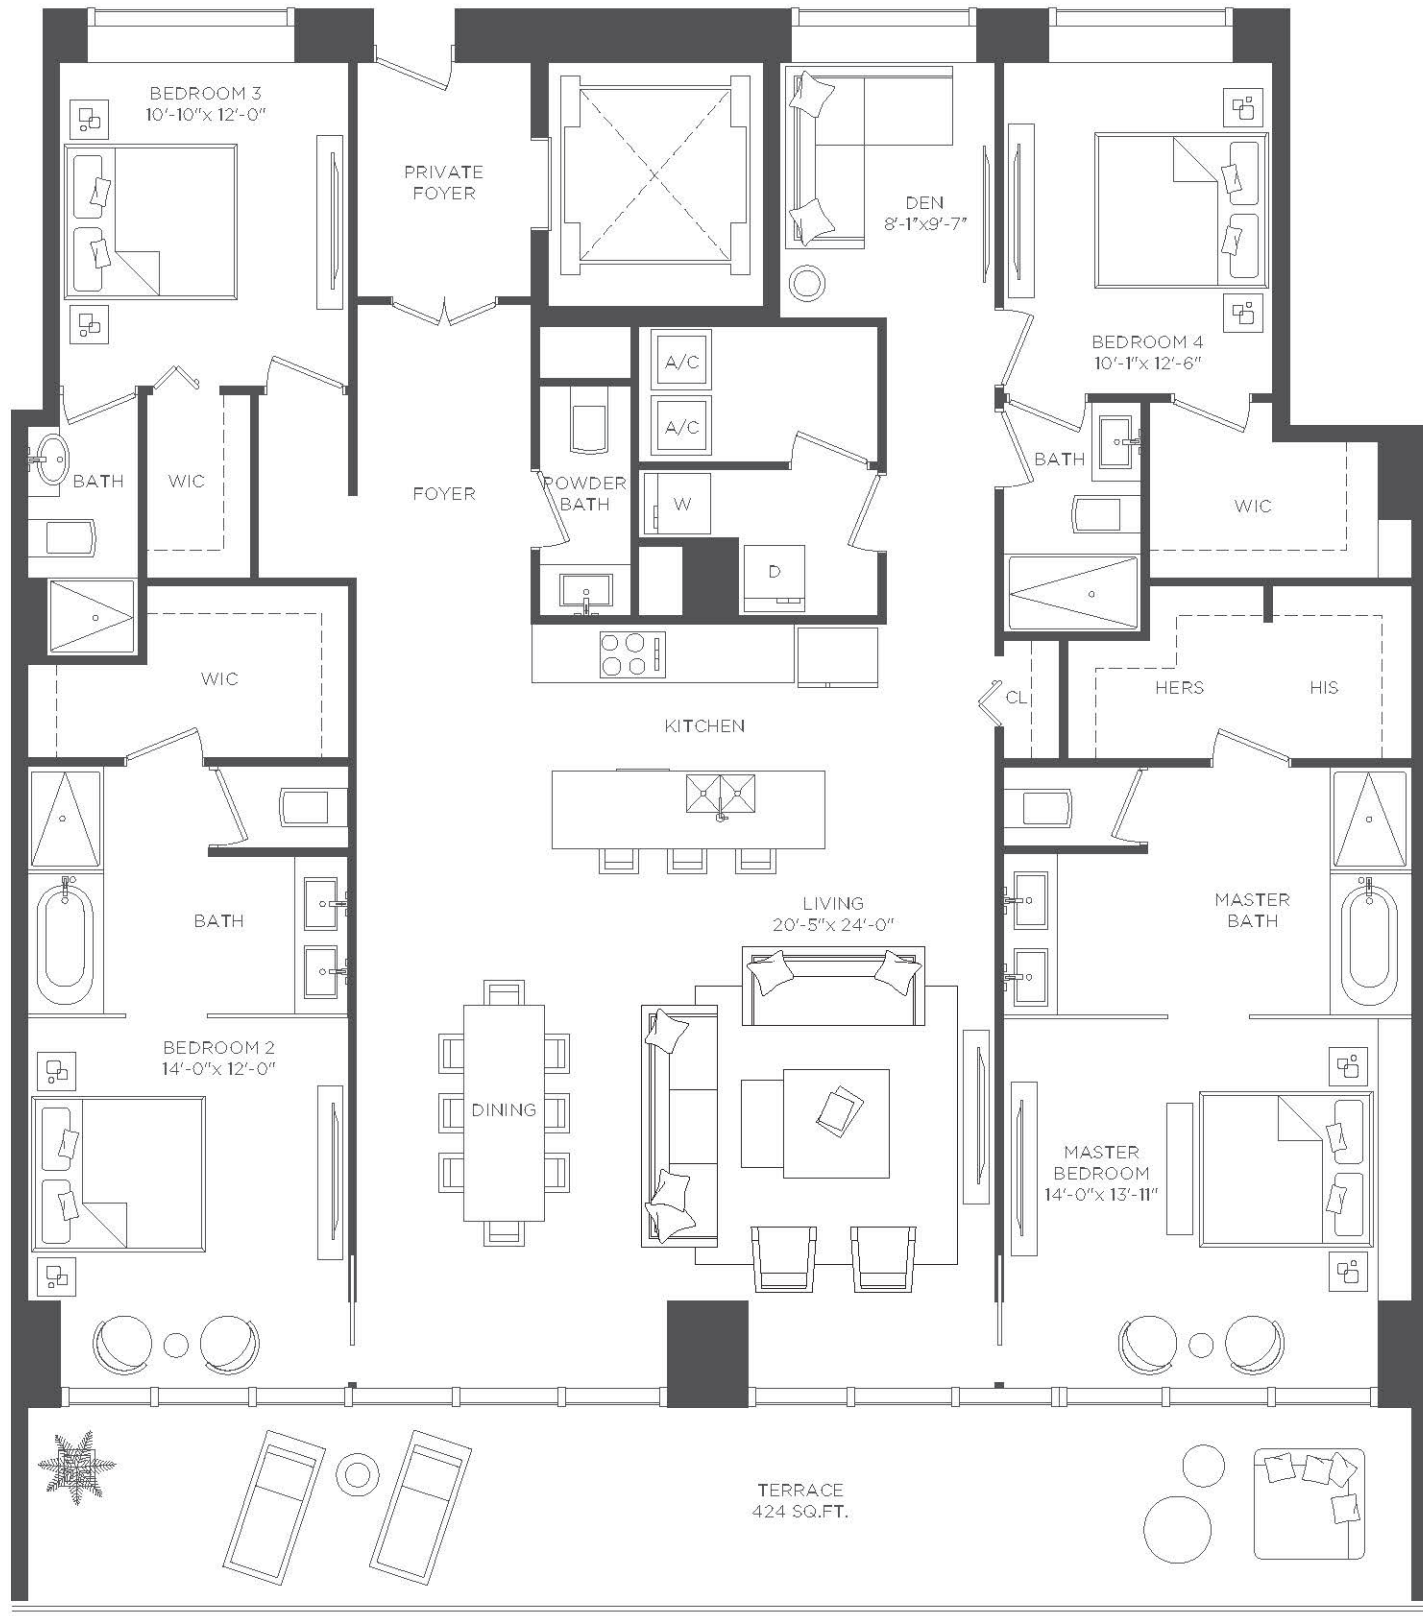 BEDROOM 3
10'-10"x 12'-0"
PRIVATE
FOYER
DEN
8'-1"x9'-7"
BEDROOM 4
10'-1"x 12'-6"
A/C
A/C
BATH
WIC
FOYER
POWDER
BATH
W
BATH
WIC
D
WIC
HERS
HIS
CL
KITCHEN
LIVING
20'-5"x 24'-0"
BATH
MASTER
BATH
BEDROOM 2
14'-0"x 12'-0"
DINING
MASTER
BEDROOM
14'-0"x 13'-11"
TERRACE
424 SQ.FT.